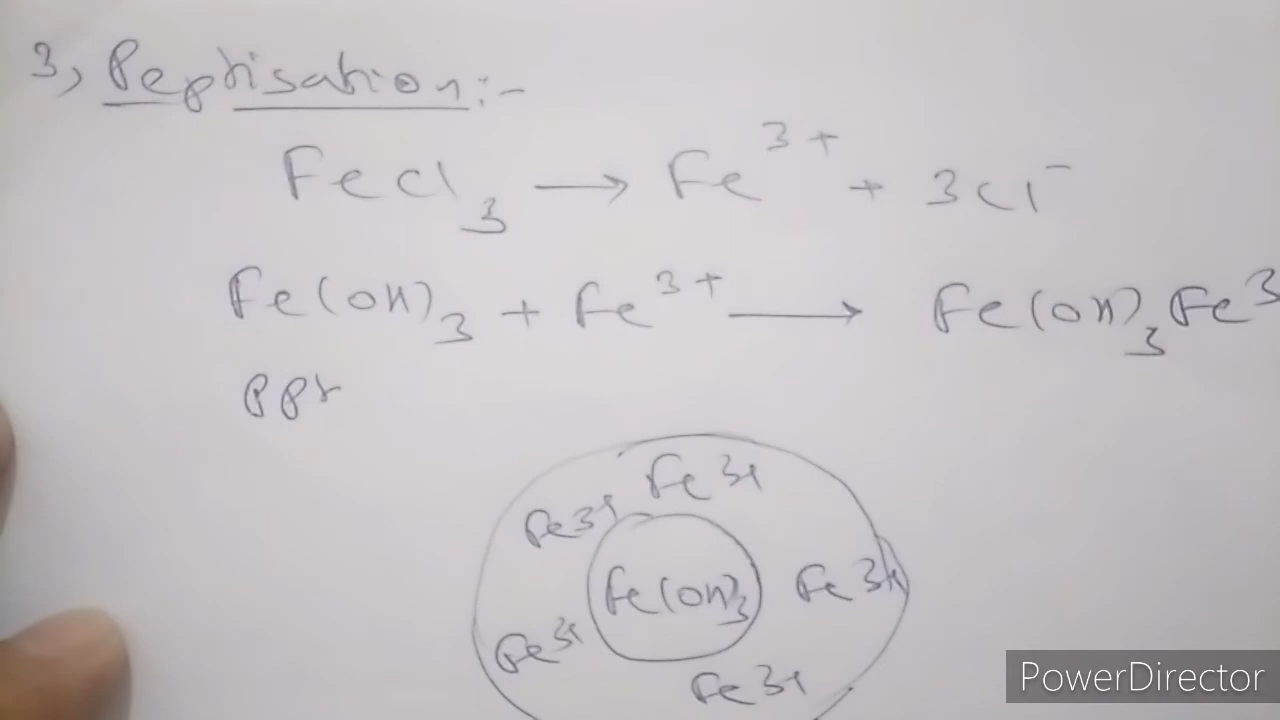 3, Peptisation:-
FeCl₃ → Fe³⁺ + 3Cl⁻
Fe(OH)₃ + Fe³⁺ → Fe(OH)₃Fe³
ppt
Fe³⁺
Fe³⁺
Fe(OH)₃ Fe³⁺
Fe³⁺
Fe³⁺
PowerDirector